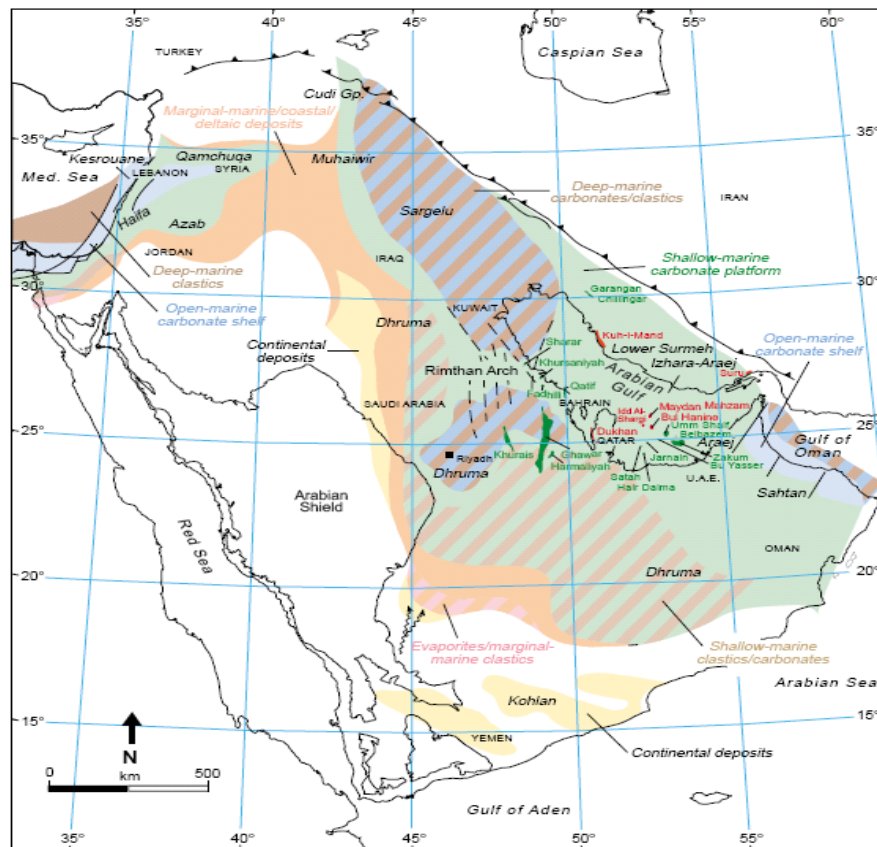 35°
40°
45°
50°
55°
60°
TURKEY
Caspian Sea
Cudi Gp.
Marginal-marine/coastal/
deltaic deposits
35°
35°
Kesrouane
Qamchuqa
Muhaiwir
LEBANON
SYRIA
Med. Sea
Deep-marine
carbonates/clastics
IRAN
Haifa
Azab
Sargelu
JORDAN
IRAQ
Shallow-marine
carbonate platform
Deep-marine
clastics
30°
30°
Garangan
Chillingar
Open-marine
carbonate shelf
KUWAIT
Continental
deposits
Dhruma
Sharar
Kuh-i-Mand
Lower Surmeh
Izhara-Araej
Open-marine
carbonate shelf
Khursaniyah
Rimthan Arch
Arabian
Gulf
Suru
Qatif
Fadhili
BAHRAIN
SAUDI ARABIA
Idd Al-
Shargi
Maydan Mahzam
Bul Hanine
25°
25°
Dukhan
QATAR
Umm Shaif
Belbazem
Araej
Gulf of
Oman
Riyadh
Khurais
Ghawar
Harmaliyah
Jarnain
Zakum
Bu Yasser
Dhruma
Satah
Hair Dalma
U.A.E.
Sahtan
Arabian
Shield
Red Sea
OMAN
20°
20°
Dhruma
Evaporites/marginal-
marine clastics
Shallow-marine
clastics/carbonates
Arabian Sea
Kohlan
15°
15°
YEMEN
Continental deposits
N
0
500
km
Gulf of Aden
35°
40°
45°
50°
55°